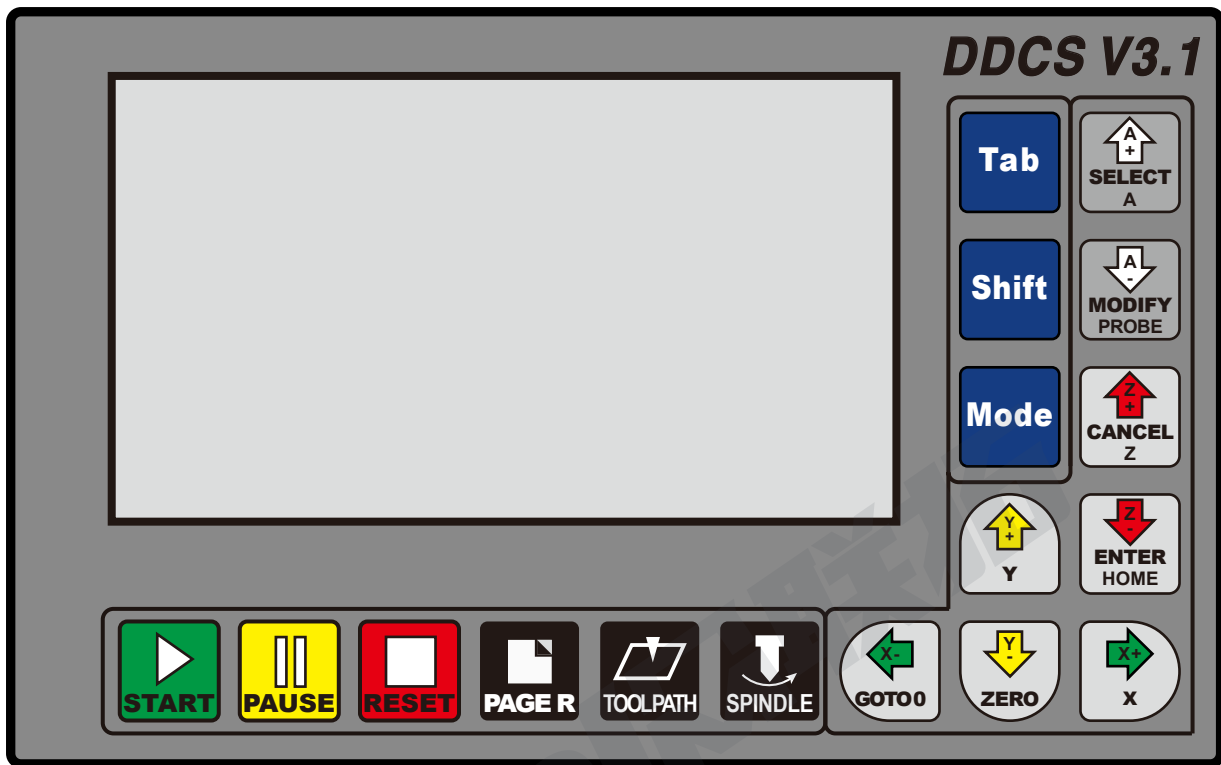 DDCS V3.1
Tab
A
+
SELECT
A
Shift
A
-
MODIFY
PROBE
Mode
Z
+
CANCEL
Z
Y
+
Y
Z
-
ENTER
HOME
START
PAUSE
RESET
PAGE R
TOOLPATH
SPINDLE
X-
GOTO0
Y
-
ZERO
X+
X